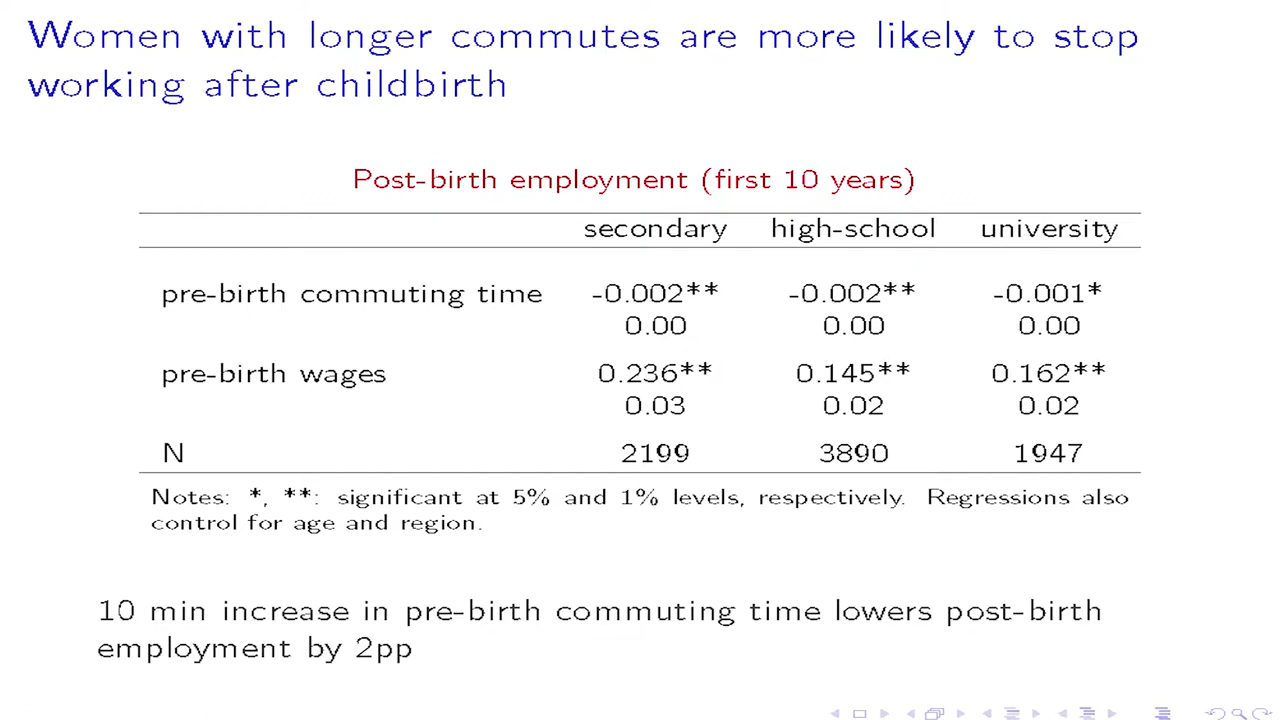 Women with longer commutes are more likely to stop
working after childbirth
Post-birth employment (first 10 years)
secondary high-school university
pre-birth commuting time -0.002** -0.002** -0.001*
0.00 0.00 0.00
pre-birth wages 0.236** 0.145** 0.162**
0.03 0.02 0.02
N 2199 3890 1947
Notes: *, **: significant at 5% and 1% levels, respectively. Regressions also
control for age and region.
10 min increase in pre-birth commuting time lowers post-birth
employment by 2pp